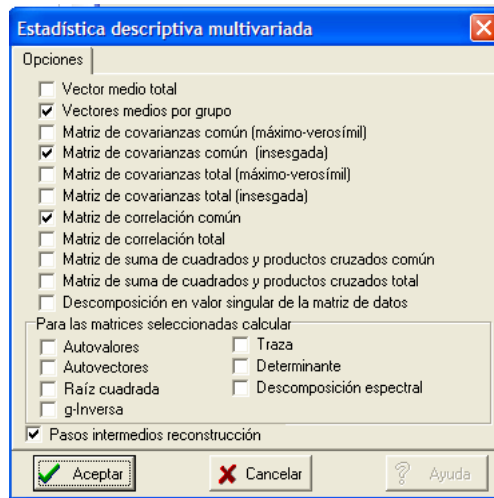 Estadística descriptiva multivariada
Opciones
Vector medio total
Vectores medios por grupo
Matriz de covarianzas común (máximo-verosímil)
Matriz de covarianzas común (insesgada)
Matriz de covarianzas total (máximo-verosímil)
Matriz de covarianzas total (insesgada)
Matriz de correlación común
Matriz de correlación total
Matriz de suma de cuadrados y productos cruzados común
Matriz de suma de cuadrados y productos cruzados total
Descomposición en valor singular de la matriz de datos
Para las matrices seleccionadas calcular
Autovalores
Autovectores
Raíz cuadrada
g-Inversa
Traza
Determinante
Descomposición espectral
Pasos intermedios reconstrucción
Aceptar
Cancelar
Ayuda